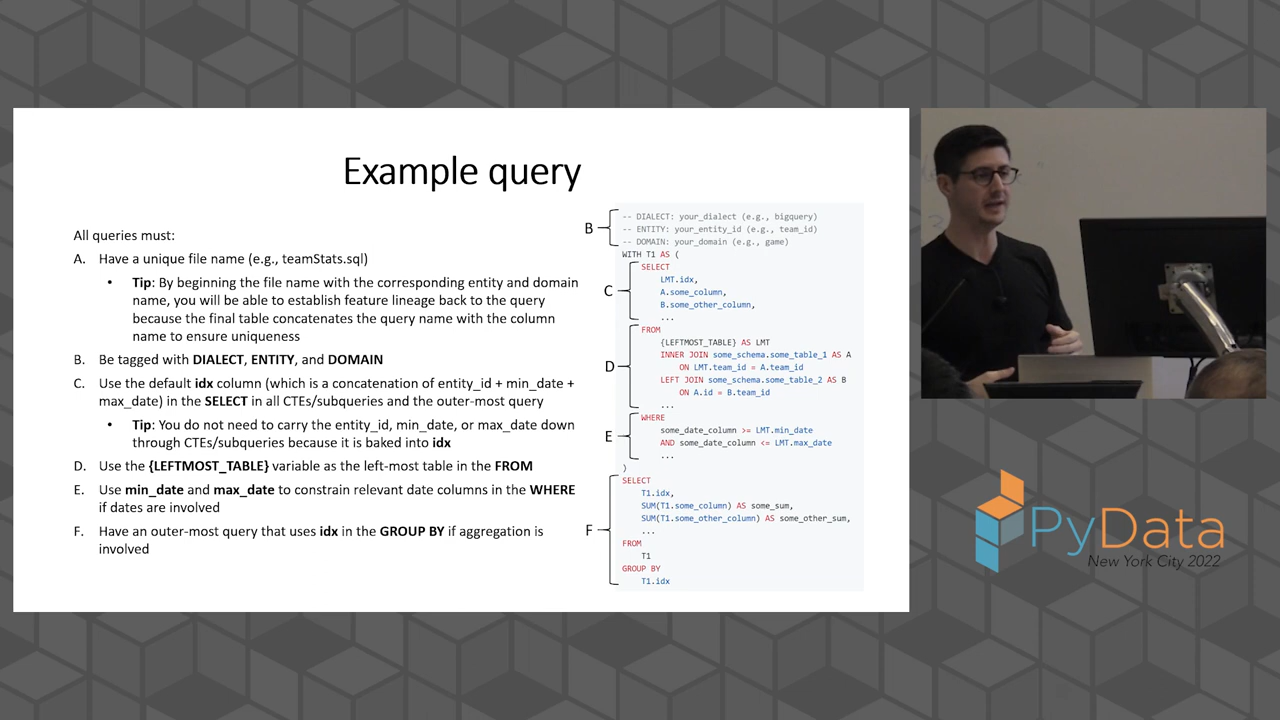 Example query
All queries must:
A. Have a unique file name (e.g., teamStats.sql)
• Tip: By beginning the file name with the corresponding entity and domain
name, you will be able to establish feature lineage back to the query
because the final table concatenates the query name with the column
name to ensure uniqueness
B. Be tagged with DIALECT, ENTITY, and DOMAIN
C. Use the default idx column (which is a concatenation of entity_id + min_date +
max_date) in the SELECT in all CTEs/subqueries and the outer-most query
• Tip: You do not need to carry the entity_id, min_date, or max_date down
through CTEs/subqueries because it is baked into idx
D. Use the {LEFTMOST_TABLE} variable as the left-most table in the FROM
E. Use min_date and max_date to constrain relevant date columns in the WHERE
if dates are involved
F. Have an outer-most query that uses idx in the GROUP BY if aggregation is
involved
B
-- DIALECT: your_dialect (e.g., bigquery)
-- ENTITY: your_entity_id (e.g., team_id)
-- DOMAIN: your_domain (e.g., game)
WITH T1 AS (
C
SELECT
LMT.idx,
A.some_column,
B.some_other_column,
...
D
FROM
{LEFTMOST_TABLE} AS LMT
INNER JOIN some_schema.some_table_1 AS A
ON LMT.team_id = A.team_id
LEFT JOIN some_schema.some_table_2 AS B
ON A.id = B.team_id
...
E
WHERE
some_date_column >= LMT.min_date
AND some_date_column <= LMT.max_date
...
)
F
SELECT
T1.idx,
SUM(T1.some_column) AS some_sum,
SUM(T1.some_other_column) AS some_other_sum,
...
FROM
T1
GROUP BY
T1.idx
PyData
New York City 2022